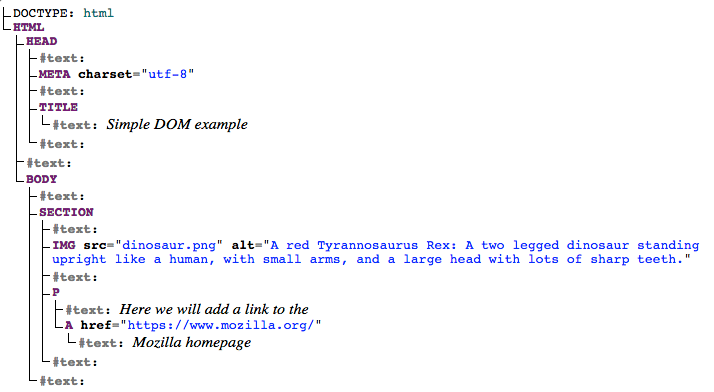 DOCTYPE: html
HTML
HEAD
#text:
META charset="utf-8"
#text:
TITLE
#text: Simple DOM example
#text:
#text:
BODY
#text:
SECTION
#text:
IMG src="dinosaur.png" alt="A red Tyrannosaurus Rex: A two legged dinosaur standing
upright like a human, with small arms, and a large head with lots of sharp teeth."
#text:
P
#text: Here we will add a link to the
A href="https://www.mozilla.org/"
#text: Mozilla homepage
#text:
#text: